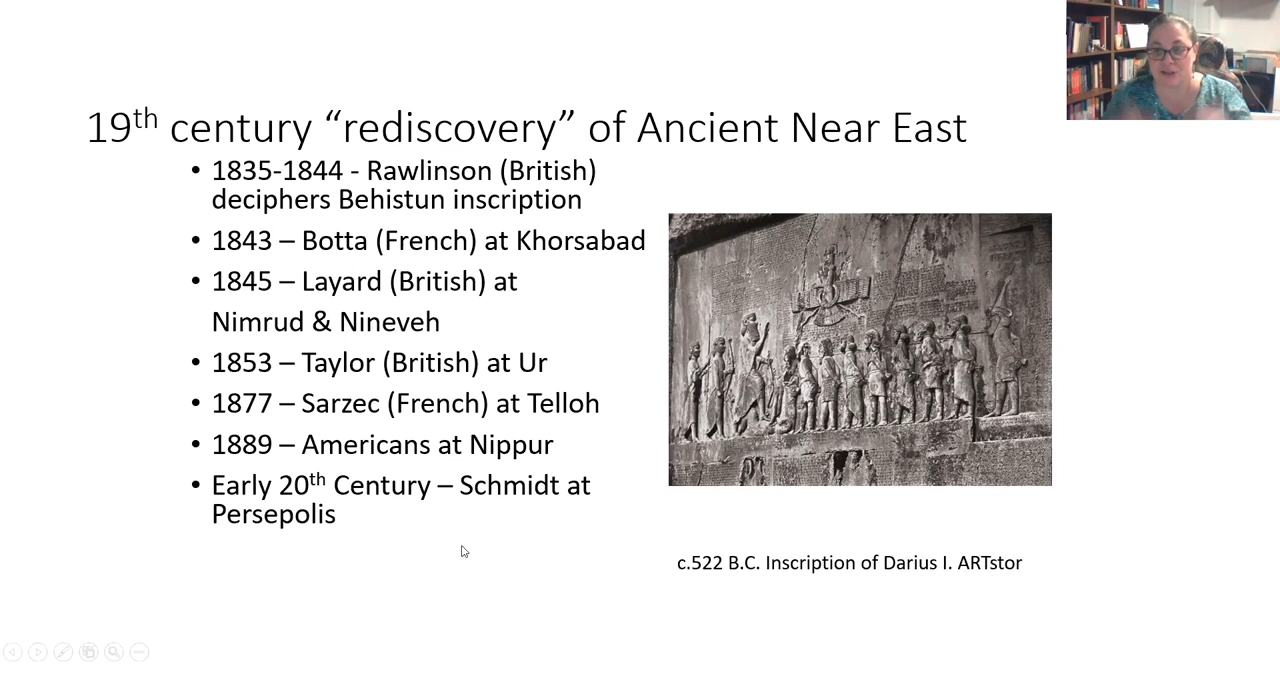 19th century “rediscovery” of Ancient Near East
• 1835-1844 - Rawlinson (British)
deciphers Behistun inscription
• 1843 – Botta (French) at Khorsabad
• 1845 – Layard (British) at
Nimrud & Nineveh
• 1853 – Taylor (British) at Ur
• 1877 – Sarzec (French) at Telloh
• 1889 – Americans at Nippur
• Early 20th Century – Schmidt at
Persepolis
c.522 B.C. Inscription of Darius I. ARTstor